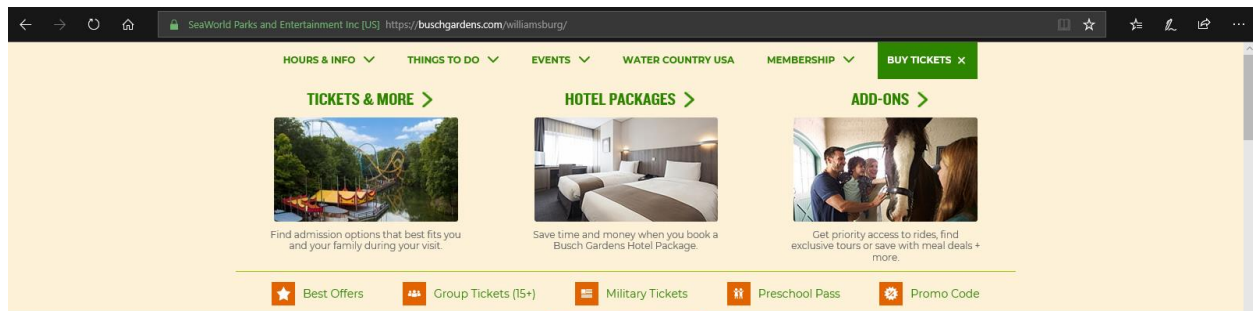 SeaWorld Parks and Entertainment Inc [US] https://buschgardens.com/williamsburg/
HOURS & INFO THINGS TO DO EVENTS WATER COUNTRY USA MEMBERSHIP BUY TICKETS ×
TICKETS & MORE
HOTEL PACKAGES
ADD-ONS
Find admission options that best fits you
and your family during your visit.
Save time and money when you book a
Busch Gardens Hotel Package.
Get priority access to rides, find
exclusive tours or save with meal deals +
more.
Best Offers Group Tickets (15+) Military Tickets Preschool Pass Promo Code